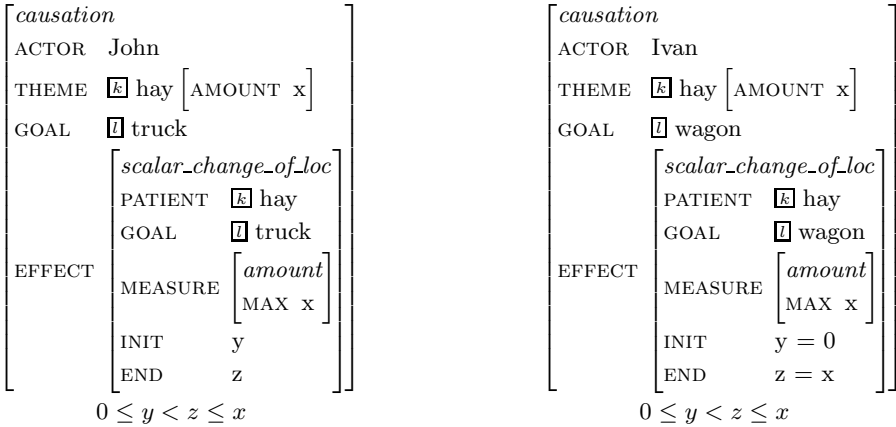 causation
ACTOR John
THEME k hay [AMOUNT x]
GOAL l truck
scalar_change_of_loc
PATIENT k hay
GOAL l truck
EFFECT MEASURE amount
MAX x
INIT y
END z
0 ≤ y < z ≤ x
causation
ACTOR Ivan
THEME k hay [AMOUNT x]
GOAL l wagon
scalar_change_of_loc
PATIENT k hay
GOAL l wagon
EFFECT MEASURE amount
MAX x
INIT y = 0
END z = x
0 ≤ y < z ≤ x